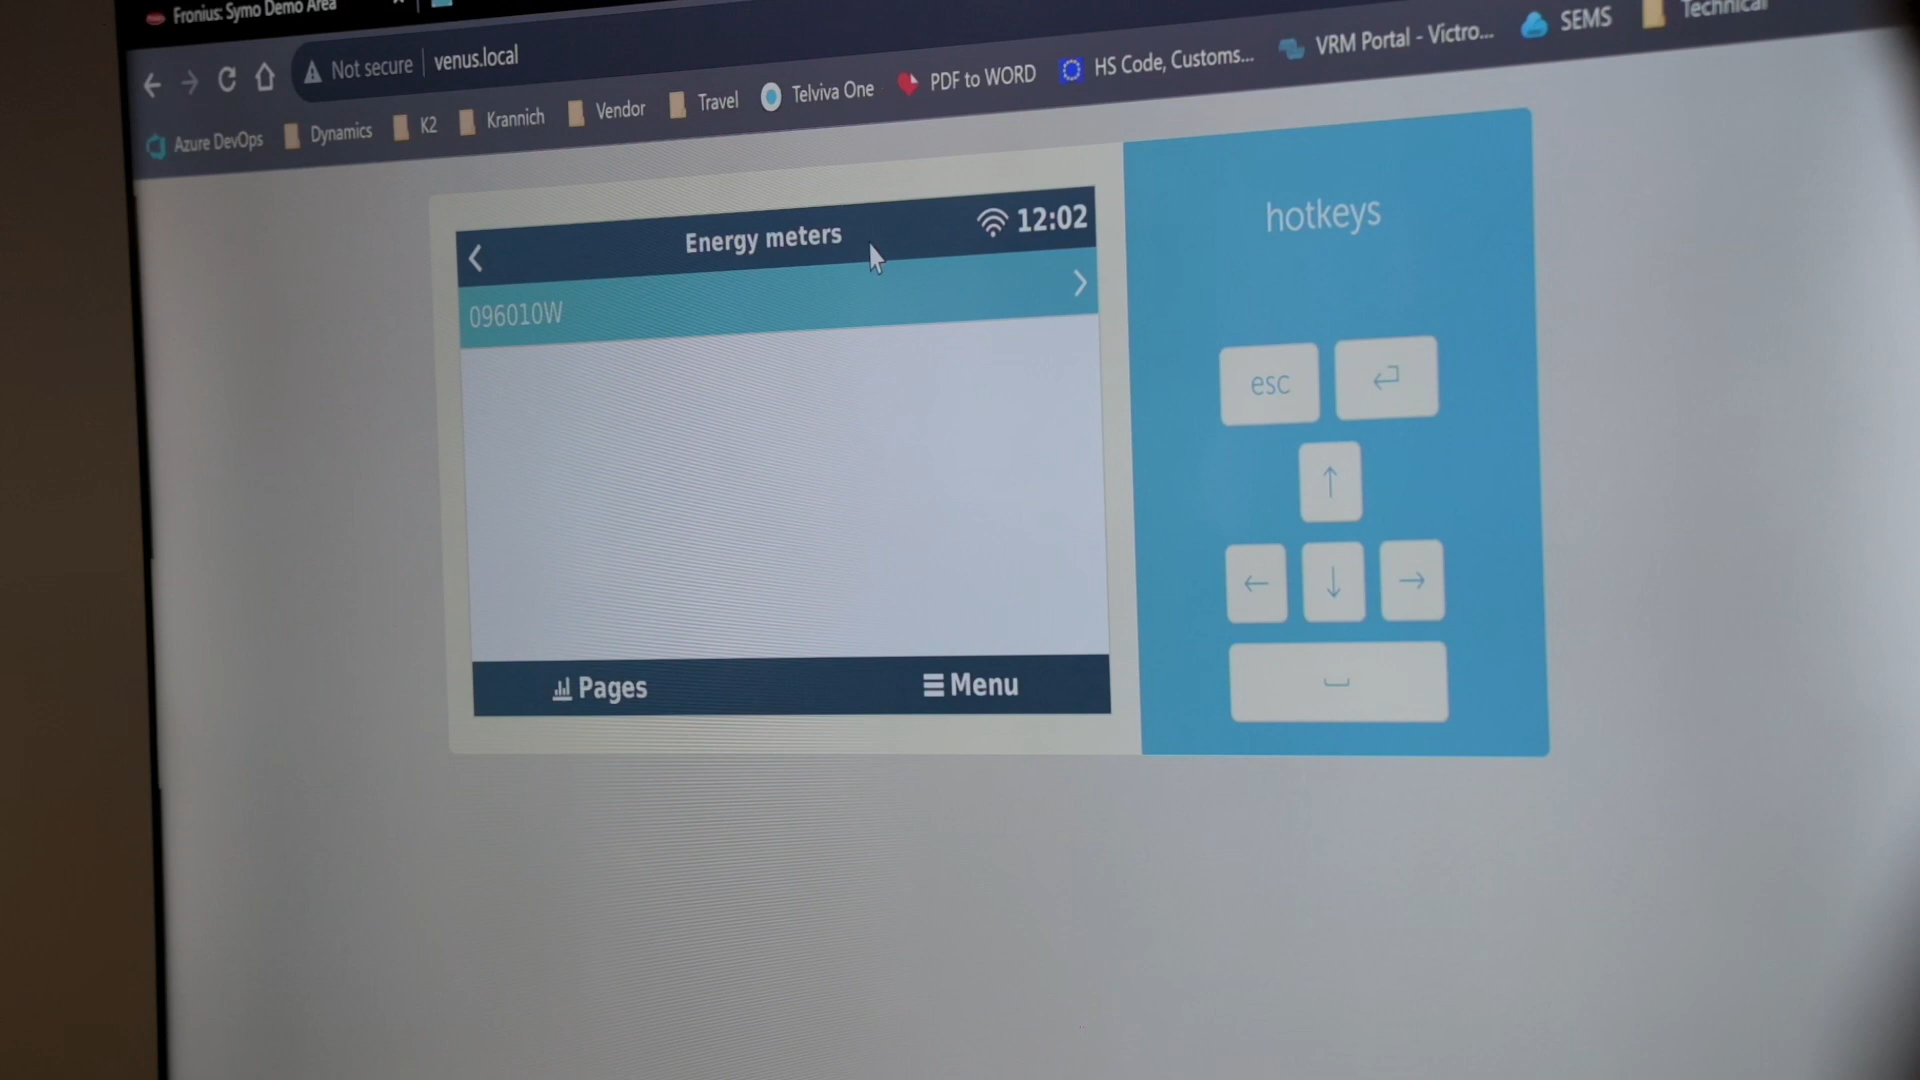 Fronius: Symo Demo Area
Not secure venus.local
Azure DevOps Dynamics K2 Krannich Vendor Travel Telviva One PDF to WORD HS Code, Customs... VRM Portal - Victro... SEMS Technical
Energy meters 12:02
096010W
Pages Menu
hotkeys
esc